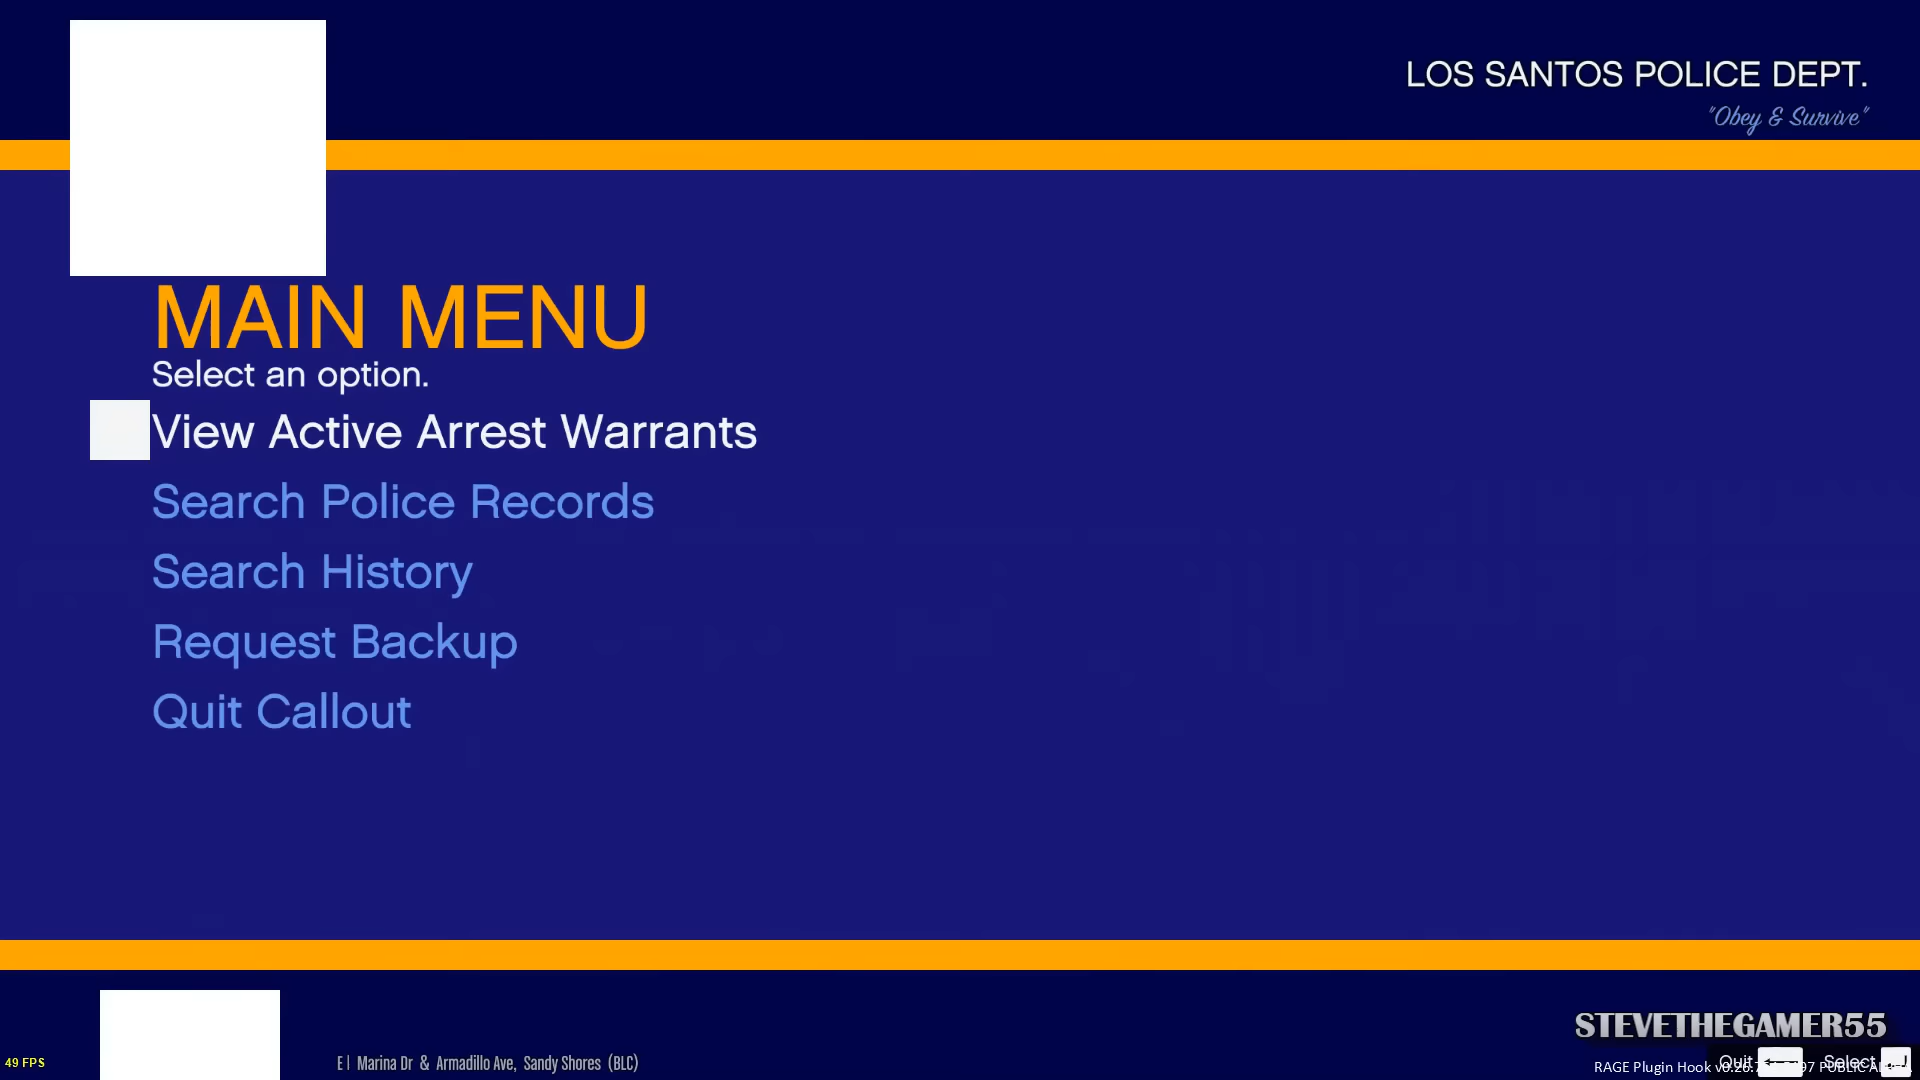 LOS SANTOS POLICE DEPT.
"Obey & Survive"
MAIN MENU
Select an option.
View Active Arrest Warrants
Search Police Records
Search History
Request Backup
Quit Callout
STEVETHEGAMER55
49 FPS
E | Marina Dr & Armadillo Ave, Sandy Shores (BLC)
Quit Select
RAGE Plugin Hook PUBLIC